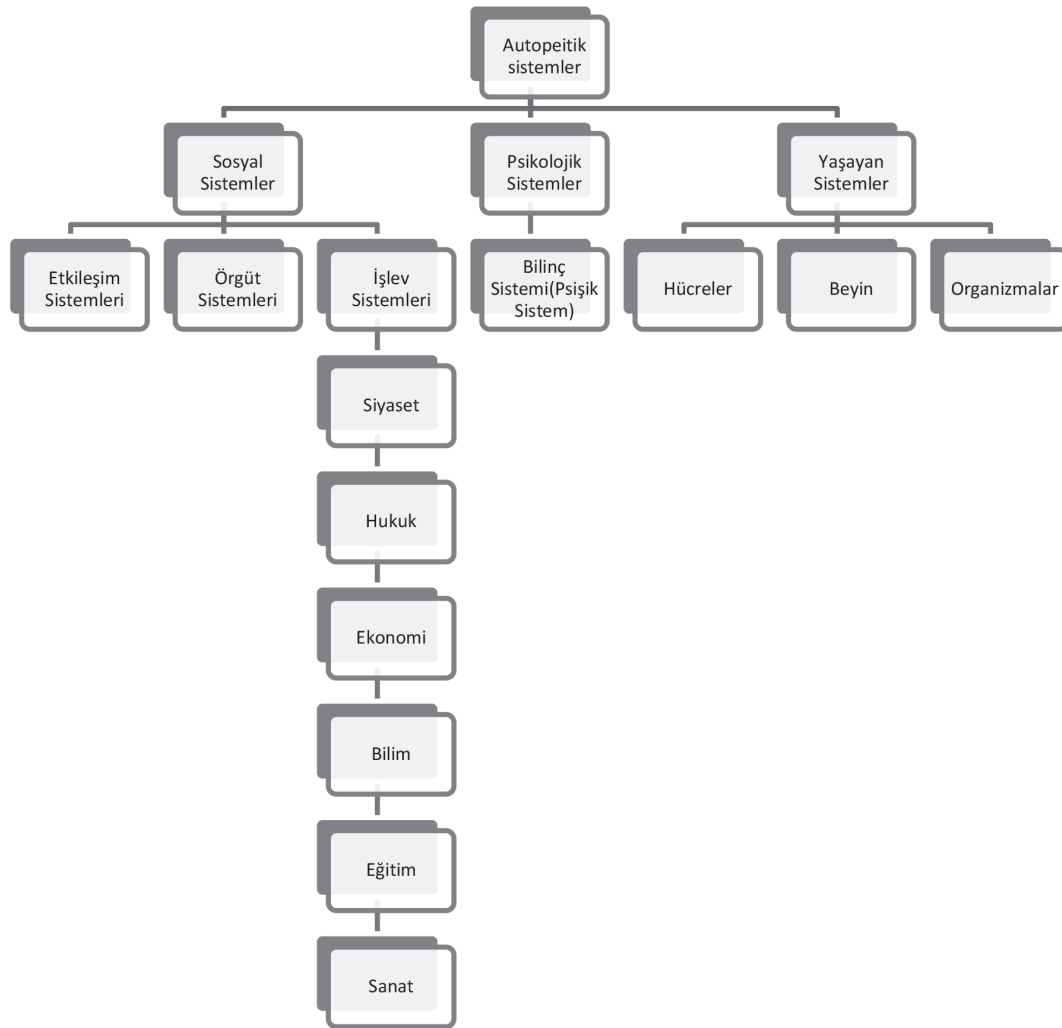 Autopeitik
sistemler
Sosyal
Sistemler
Psikolojik
Sistemler
Yaşayan
Sistemler
Etkileşim
Sistemleri
Örgüt
Sistemleri
İşlev
Sistemleri
Bilinç
Sistemi(Psişik
Sistem)
Hücreler
Beyin
Organizmalar
Siyaset
Hukuk
Ekonomi
Bilim
Eğitim
Sanat